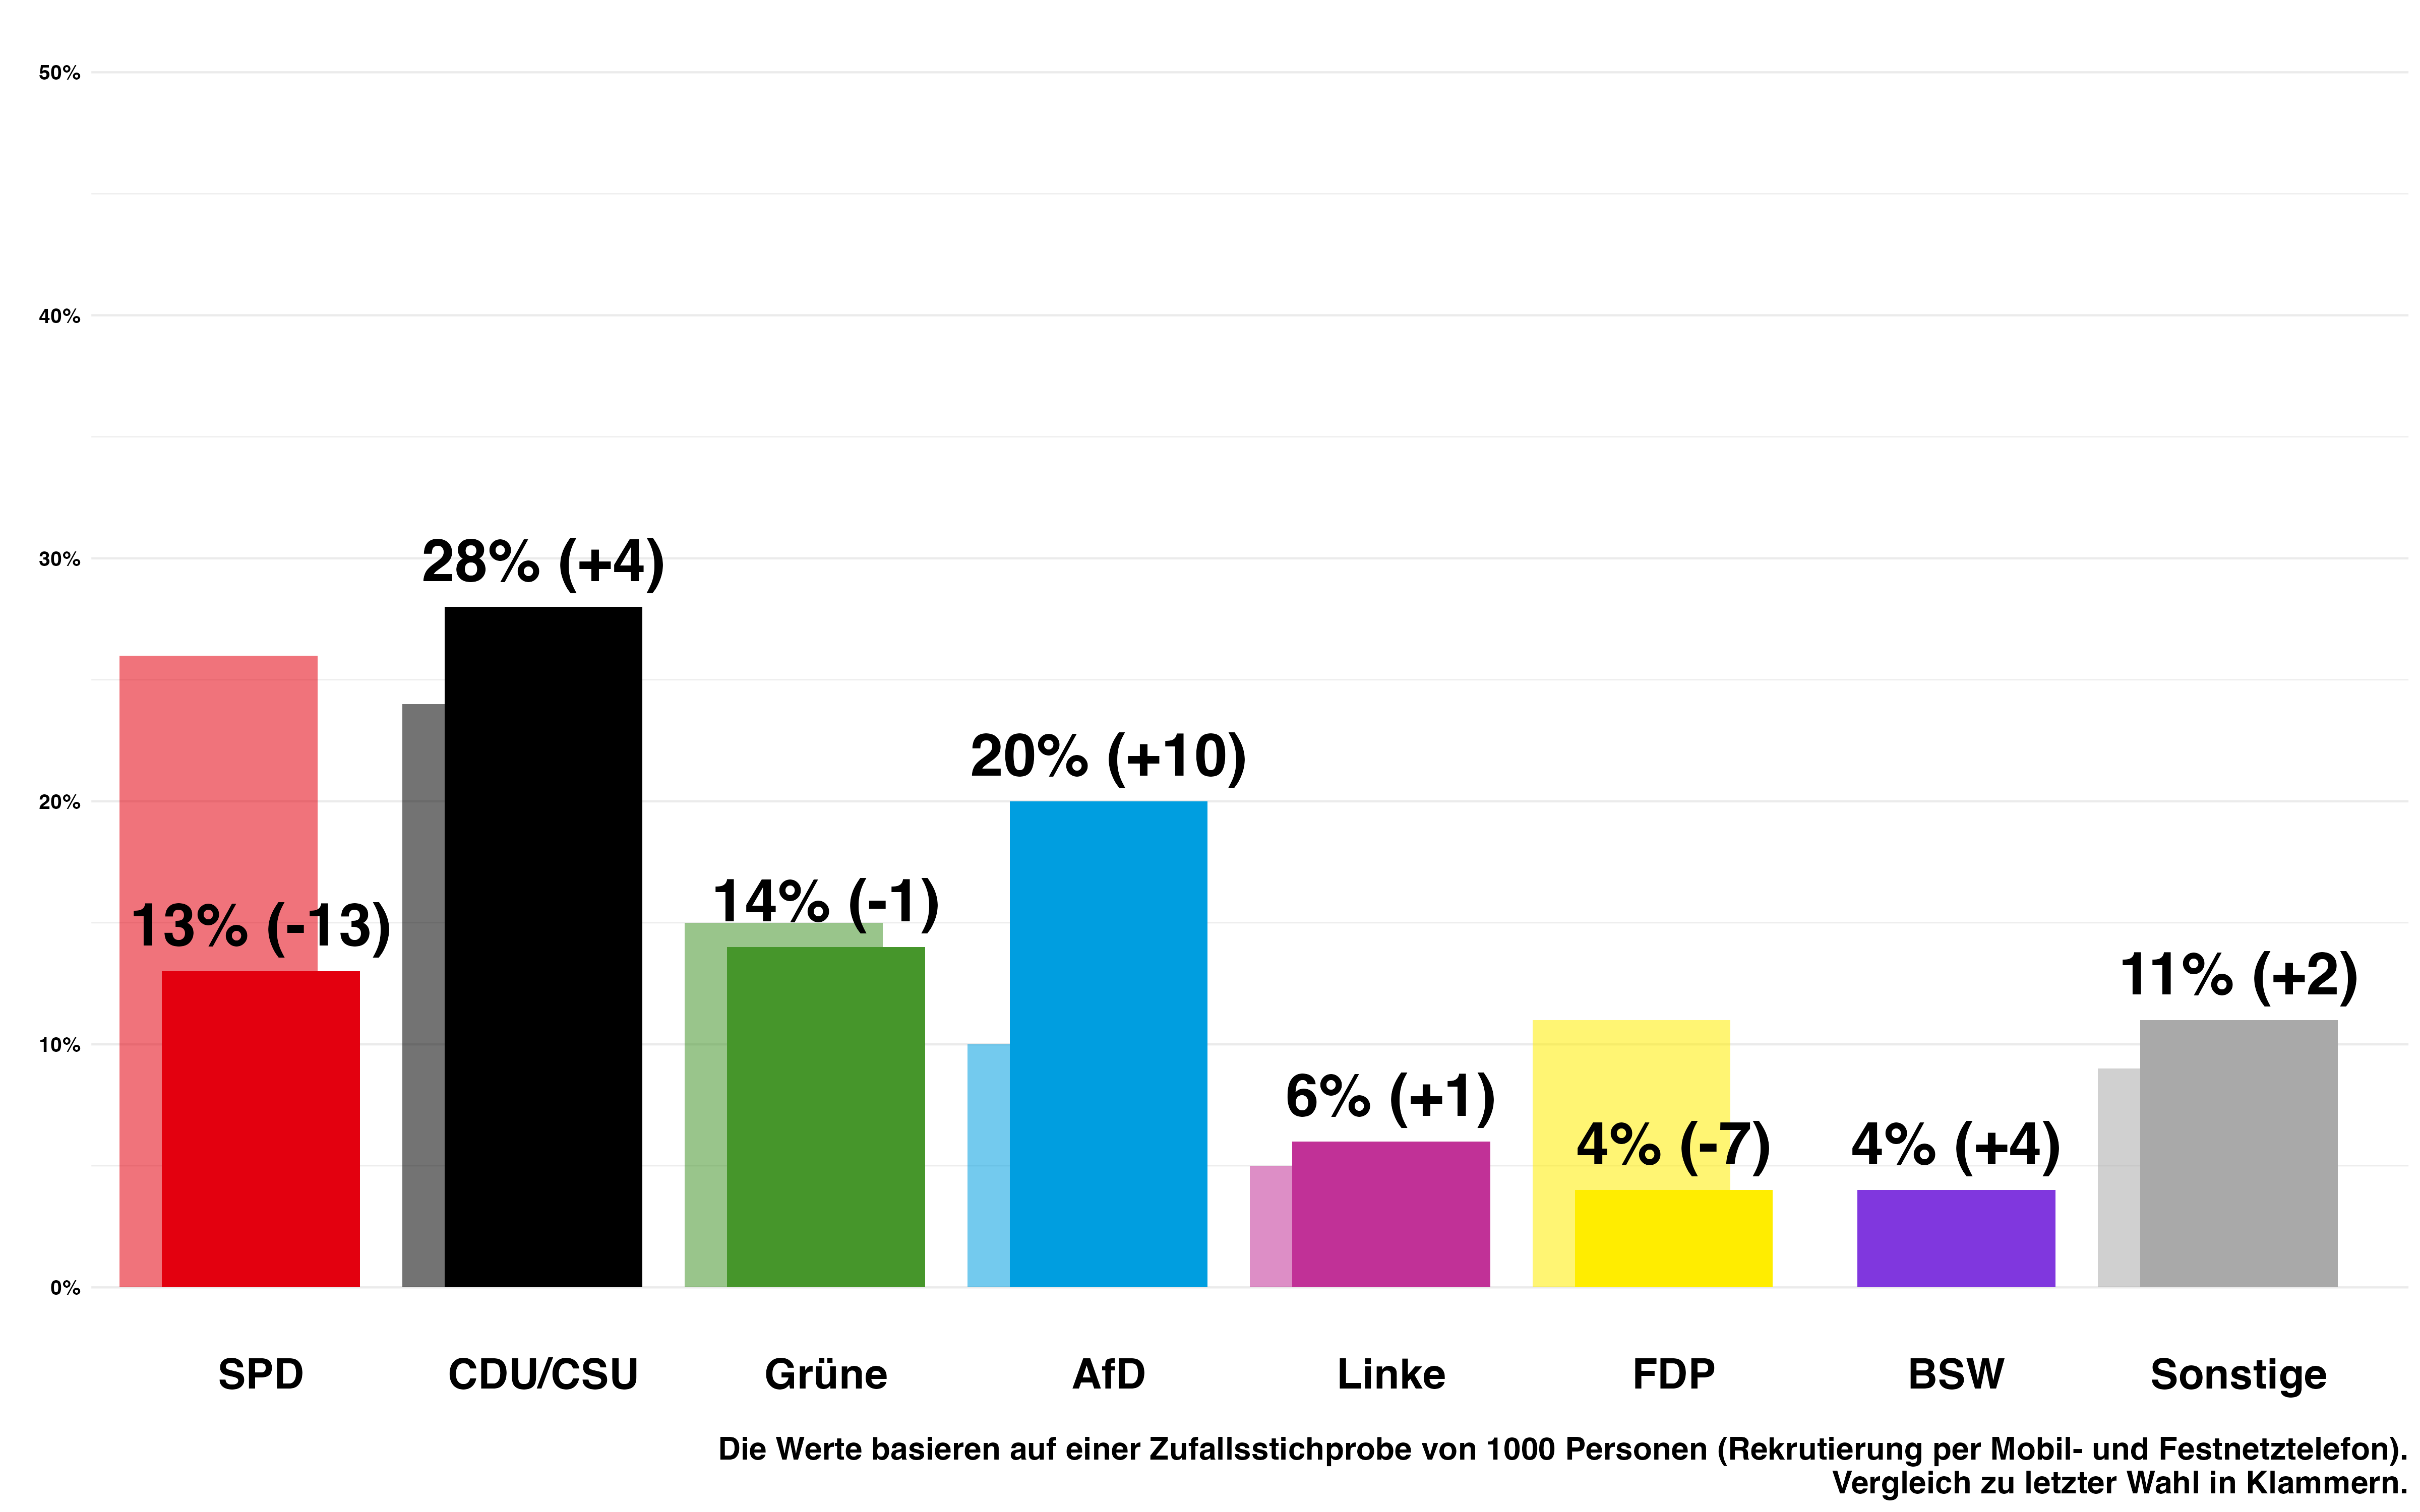 50%
40%
30%
20%
10%
0%
13% (-13)
28% (+4)
14% (-1)
20% (+10)
6% (+1)
4% (-7)
4% (+4)
11% (+2)
SPD
CDU/CSU
Grüne
AfD
Linke
FDP
BSW
Sonstige
Die Werte basieren auf einer Zufallsstichprobe von 1000 Personen (Rekrutierung per Mobil- und Festnetztelefon).
Vergleich zu letzter Wahl in Klammern.